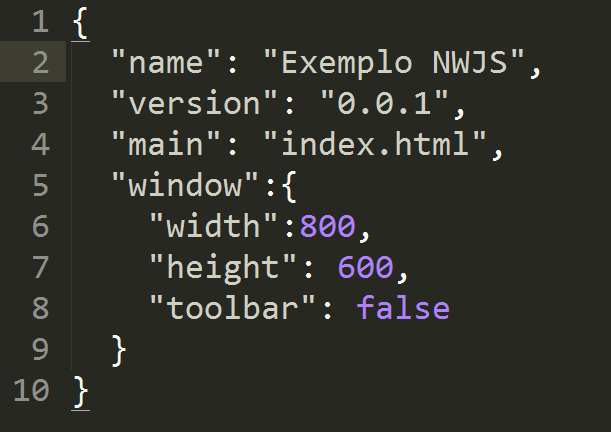 1 {
2   "name": "Exemplo NWJS",
3   "version": "0.0.1",
4   "main": "index.html",
5   "window":{
6     "width":800,
7     "height": 600,
8     "toolbar": false
9   }
10 }